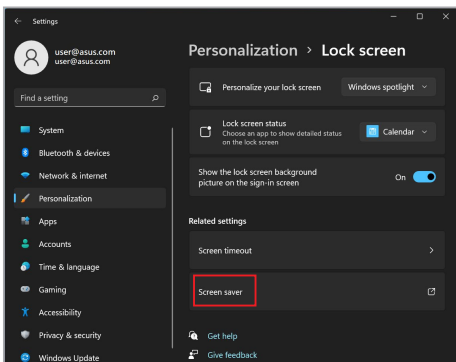 Settings
user@asus.com
user@asus.com
Find a setting
System
Bluetooth & devices
Network & internet
Personalization
Apps
Accounts
Time & language
Gaming
Accessibility
Privacy & security
Windows Update
Personalization > Lock screen
Personalize your lock screen
Windows spotlight
Lock screen status
Choose an app to show detailed status
on the lock screen
Calendar
Show the lock screen background
picture on the sign-in screen
On
Related settings
Screen timeout
Screen saver
Get help
Give feedback